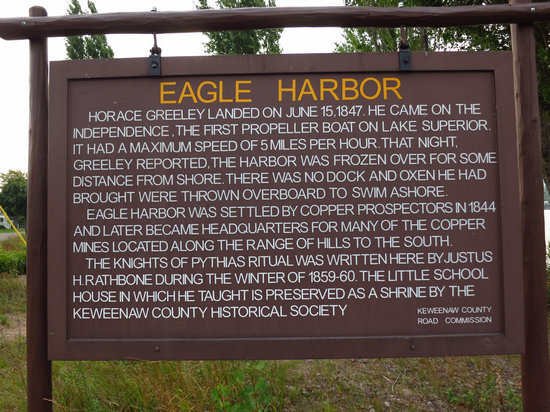 EAGLE HARBOR
HORACE GREELEY LANDED ON JUNE 15,1847. HE CAME ON THE
INDEPENDENCE, THE FIRST PROPELLER BOAT ON LAKE SUPERIOR.
IT HAD A MAXIMUM SPEED OF 5 MILES PER HOUR. THAT NIGHT,
GREELEY REPORTED, THE HARBOR WAS FROZEN OVER FOR SOME
DISTANCE FROM SHORE. THERE WAS NO DOCK AND OXEN HE HAD
BROUGHT WERE THROWN OVERBOARD TO SWIM ASHORE.
EAGLE HARBOR WAS SETTLED BY COPPER PROSPECTORS IN 1844
AND LATER BECAME HEADQUARTERS FOR MANY OF THE COPPER
MINES LOCATED ALONG THE RANGE OF HILLS TO THE SOUTH.
THE KNIGHTS OF PYTHIAS RITUAL WAS WRITTEN HERE BY JUSTUS
H. RATHBONE DURING THE WINTER OF 1859-60. THE LITTLE SCHOOL
HOUSE IN WHICH HE TAUGHT IS PRESERVED AS A SHRINE BY THE
KEWEENAW COUNTY HISTORICAL SOCIETY
KEWEENAW COUNTY
ROAD COMMISSION